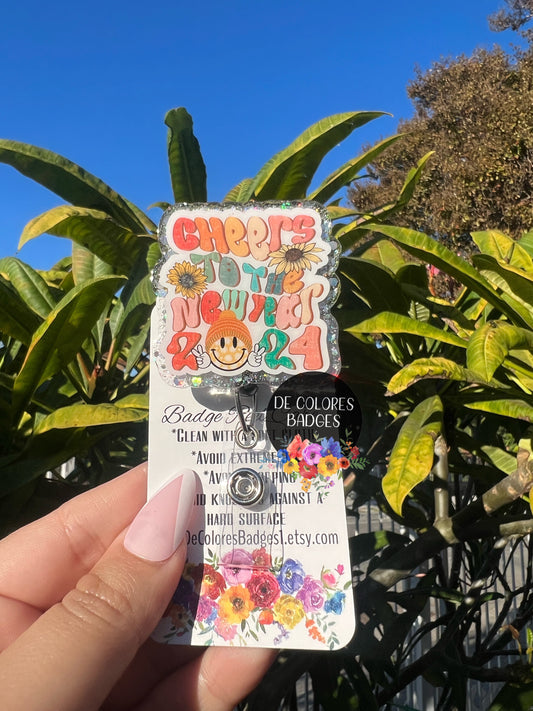 Cheers
to the
New Year
2024
DE COLORES
BADGES
Badge
*Clean with a
*Avoid extreme
*Avoid
against a
hard surface
DeColoresBadges1.etsy.com